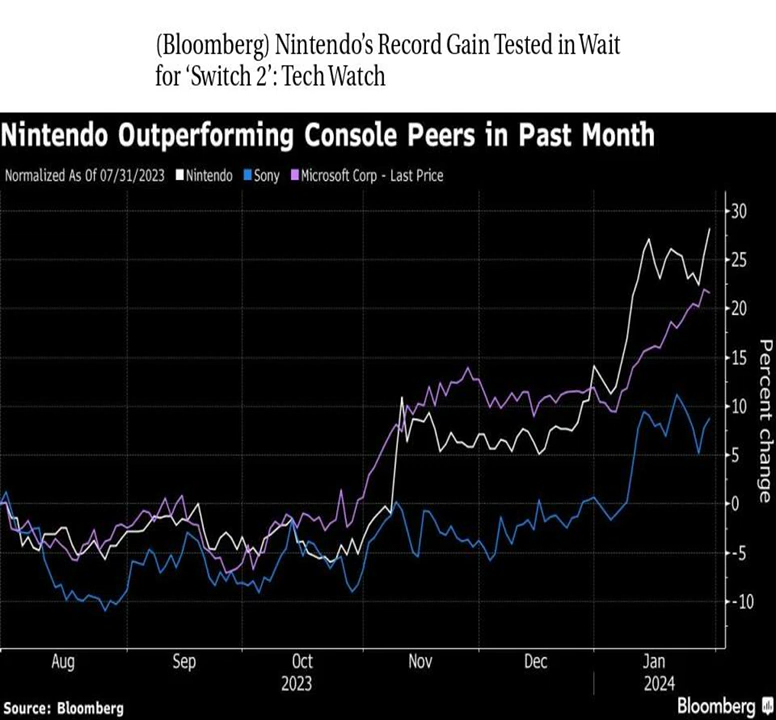 (Bloomberg) Nintendo's Record Gain Tested in Wait
for ‘Switch 2’: Tech Watch
Nintendo Outperforming Console Peers in Past Month
Normalized As Of 07/31/2023 Nintendo Sony Microsoft Corp - Last Price
30
25
20
15
10
5
0
-5
-10
Percent change
Aug Sep Oct Nov Dec Jan
2023 2024
Source: Bloomberg
Bloomberg